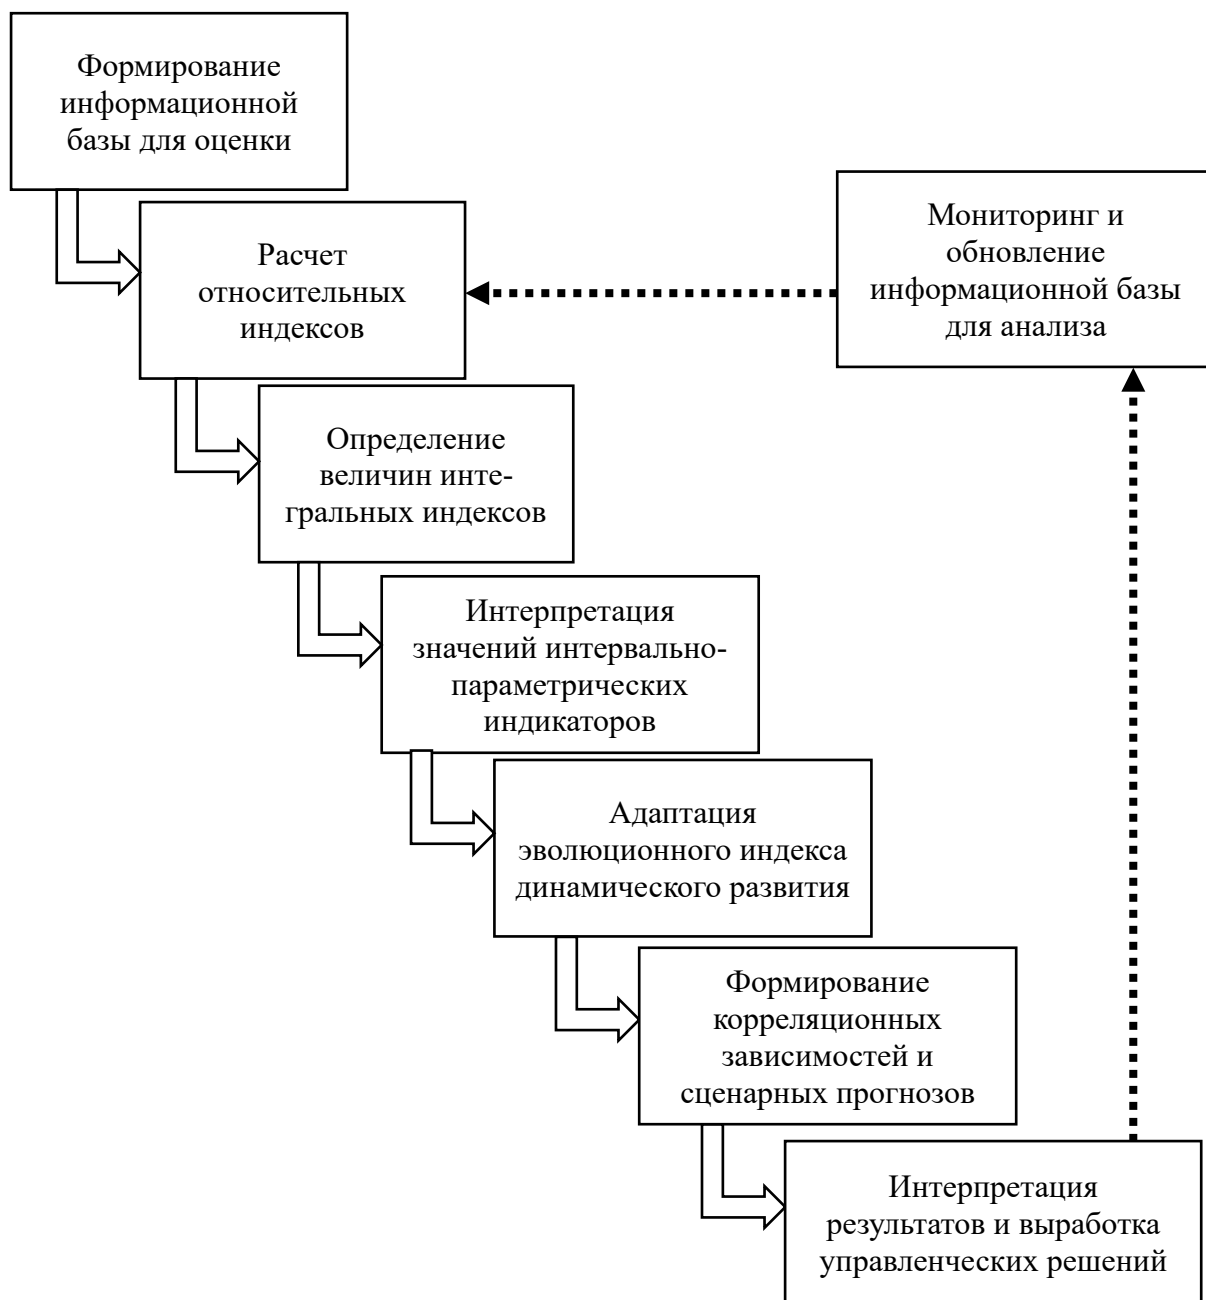 Формирование
информационной
базы для оценки
Расчет
относительных
индексов
Мониторинг и
обновление
информационной базы
для анализа
Определение
величин инте-
гральных индексов
Интерпретация
значений интервально-
параметрических
индикаторов
Адаптация
эволюционного индекса
динамического развития
Формирование
корреляционных
зависимостей и
сценарных прогнозов
Интерпретация
результатов и выработка
управленческих решений